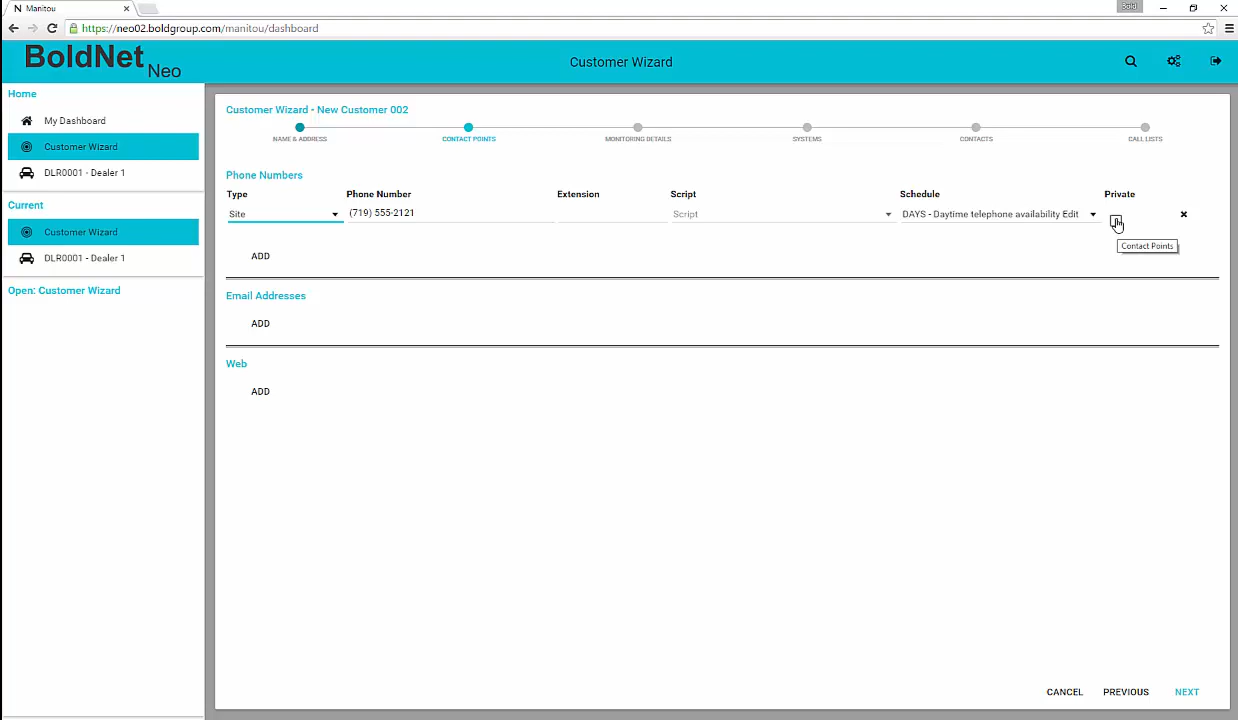 Manitou
Bold
https://neo02.boldgroup.com/manitou/dashboard
BoldNet Neo
Customer Wizard
Home
My Dashboard
Customer Wizard
DLR0001 - Dealer 1
Current
Customer Wizard
DLR0001 - Dealer 1
Open: Customer Wizard
Customer Wizard - New Customer 002
NAME & ADDRESS CONTACT POINTS MONITORING DETAILS SYSTEMS CONTACTS CALL LISTS
Phone Numbers
Type Phone Number Extension Script Schedule Private
Site (719) 555-2121 Script DAYS - Daytime telephone availability Edit
Contact Points
ADD
Email Addresses
ADD
Web
ADD
CANCEL PREVIOUS NEXT